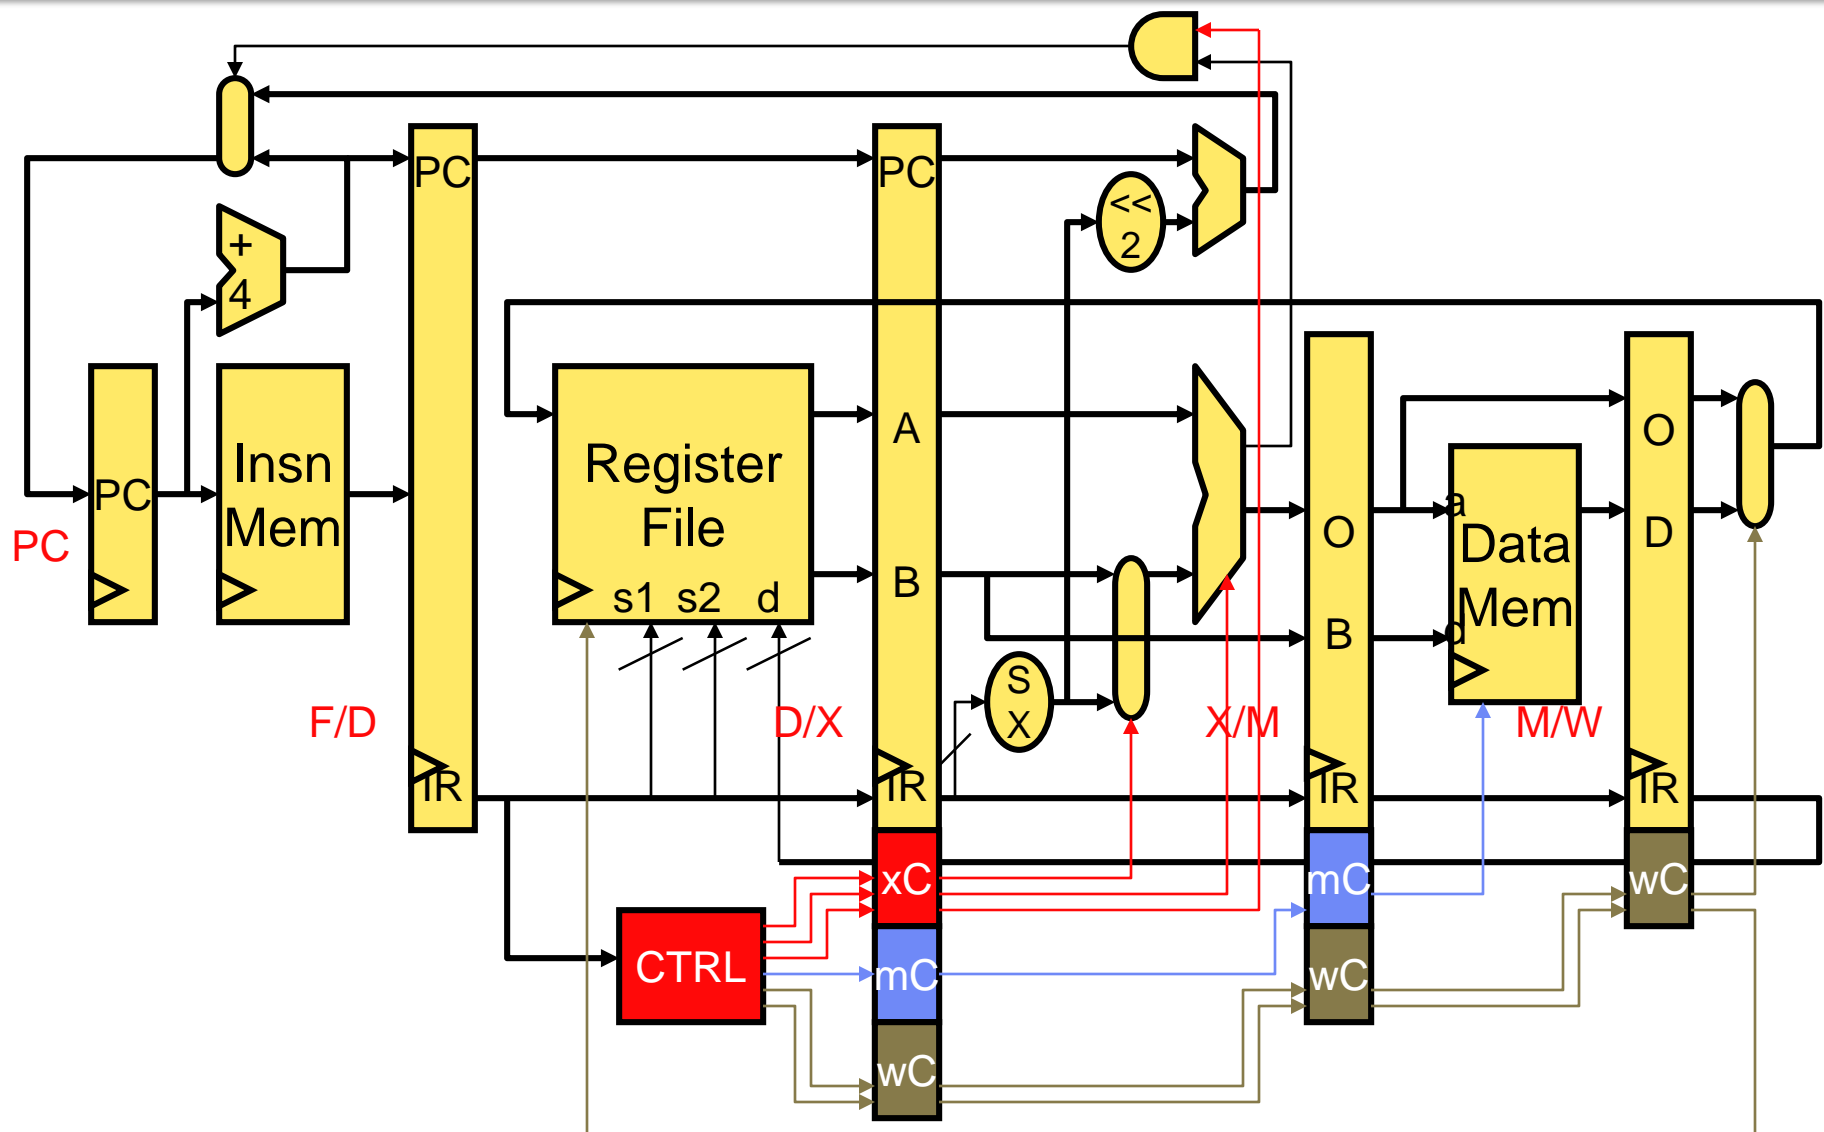 PC
PC
<<
2
+
4
A
O
Insn
Mem
Register
File
PC
PC
a
O
D
Data
Mem
B
s1 s2 d
B
d
S
X
F/D
D/X
X/M
M/W
IR
IR
IR
IR
xC
mC
wC
CTRL
mC
wC
wC